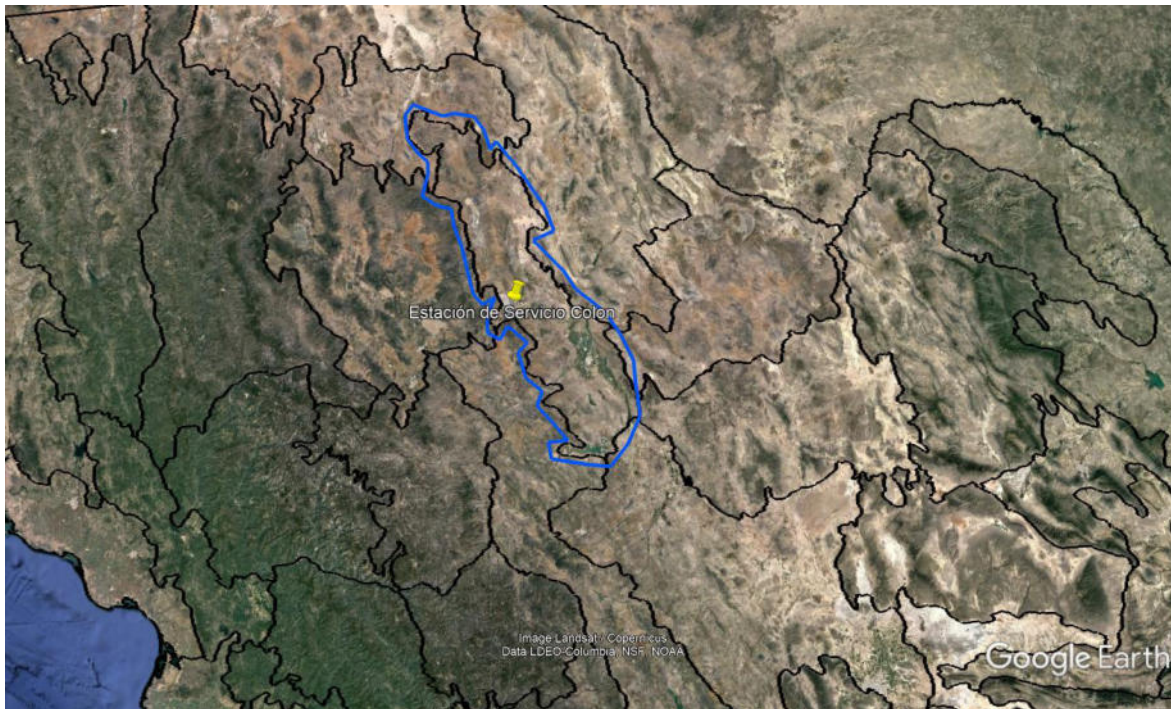 Estación de Servicio Colon
Image Landsat / Copernicus
Data LDEO-Columbia, NSF, NOAA
Google Earth